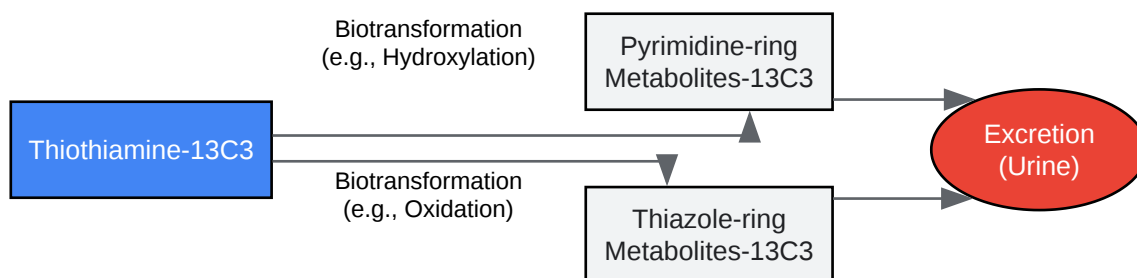 Biotransformation
(e.g., Hydroxylation)
Pyrimidine-ring
Metabolites-13C3
Thiothiamine-13C3
Excretion
(Urine)
Biotransformation
(e.g., Oxidation)
Thiazole-ring
Metabolites-13C3